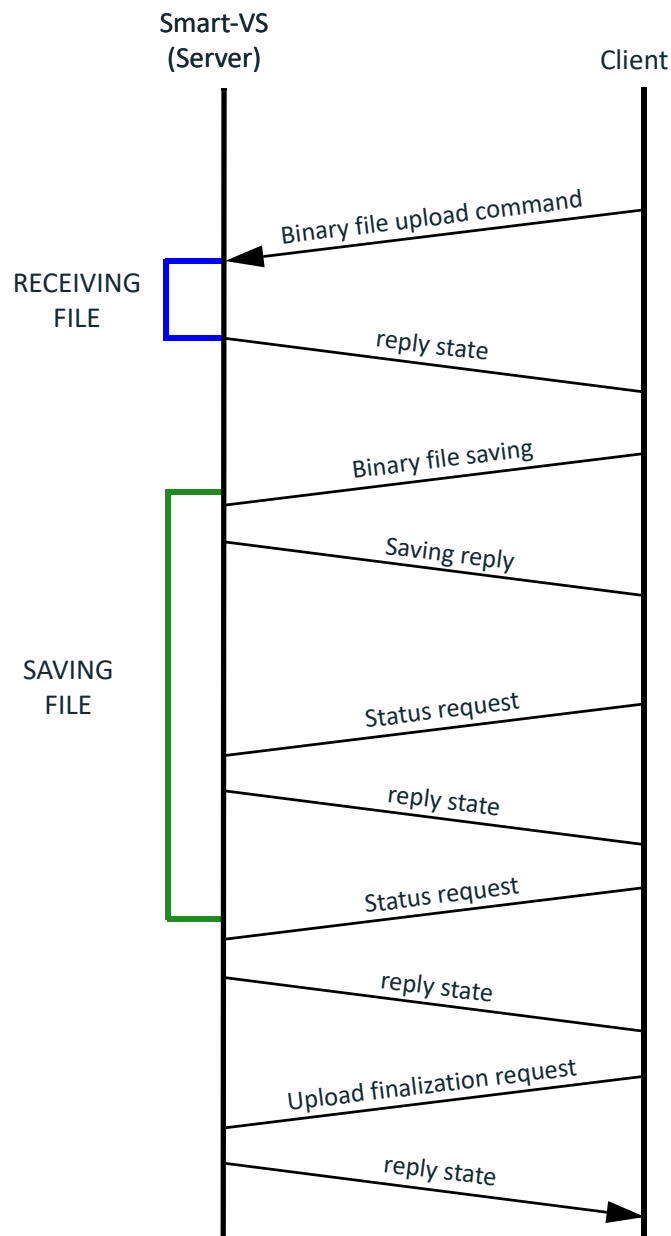 Smart-VS
(Server)
Client
Binary file upload command
RECEIVING
FILE
reply state
Binary file saving
Saving reply
SAVING
FILE
Status request
reply state
Status request
reply state
Upload finalization request
reply state